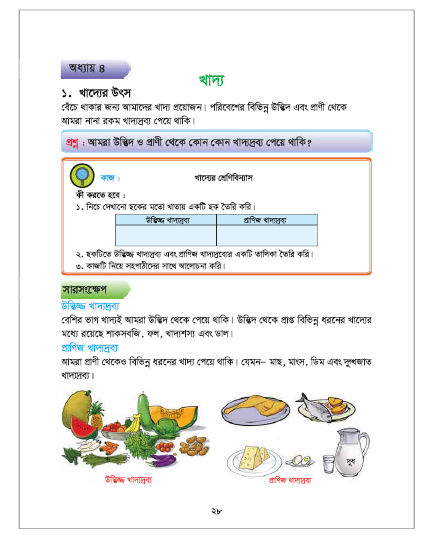 অধ্যায় ৪
খাদ্য
১. খাদ্যের উৎস
বেঁচে থাকার জন্য আমাদের খাদ্য প্রয়োজন। পরিবেশের বিভিন্ন উদ্ভিদ এবং প্রাণী থেকে
আমরা নানা রকম খাদ্যদ্রব্য পেয়ে থাকি।
প্রশ্ন : আমরা উদ্ভিদ ও প্রাণী থেকে কোন কোন খাদ্যদ্রব্য পেয়ে থাকি?
কাজ : খাদ্যের শ্রেণিবিন্যাস
কী করতে হবে :
১. নিচে দেখানো ছকের মতো খাতায় একটি ছক তৈরি করি।
উদ্ভিজ্জ খাদ্যদ্রব্য প্রাণিজ খাদ্যদ্রব্য
২. ছকটিতে উদ্ভিজ্জ খাদ্যদ্রব্য এবং প্রাণিজ খাদ্যদ্রব্যের একটি তালিকা তৈরি করি।
৩. কাজটি নিয়ে সহপাঠীদের সাথে আলোচনা করি।
সারসংক্ষেপ
উদ্ভিজ্জ খাদ্যদ্রব্য
বেশির ভাগ খাদ্যই আমরা উদ্ভিদ থেকে পেয়ে থাকি। উদ্ভিদ থেকে প্রাপ্ত বিভিন্ন ধরনের খাদ্যের
মধ্যে রয়েছে শাকসবজি, ফল, খাদ্যশস্য এবং ডাল।
প্রাণিজ খাদ্যদ্রব্য
আমরা প্রাণী থেকেও বিভিন্ন ধরনের খাদ্য পেয়ে থাকি। যেমন– মাছ, মাংস, ডিম এবং দুগ্ধজাত
খাদ্যদ্রব্য।
দুধ
উদ্ভিজ্জ খাদ্যদ্রব্য প্রাণিজ খাদ্যদ্রব্য
২৮